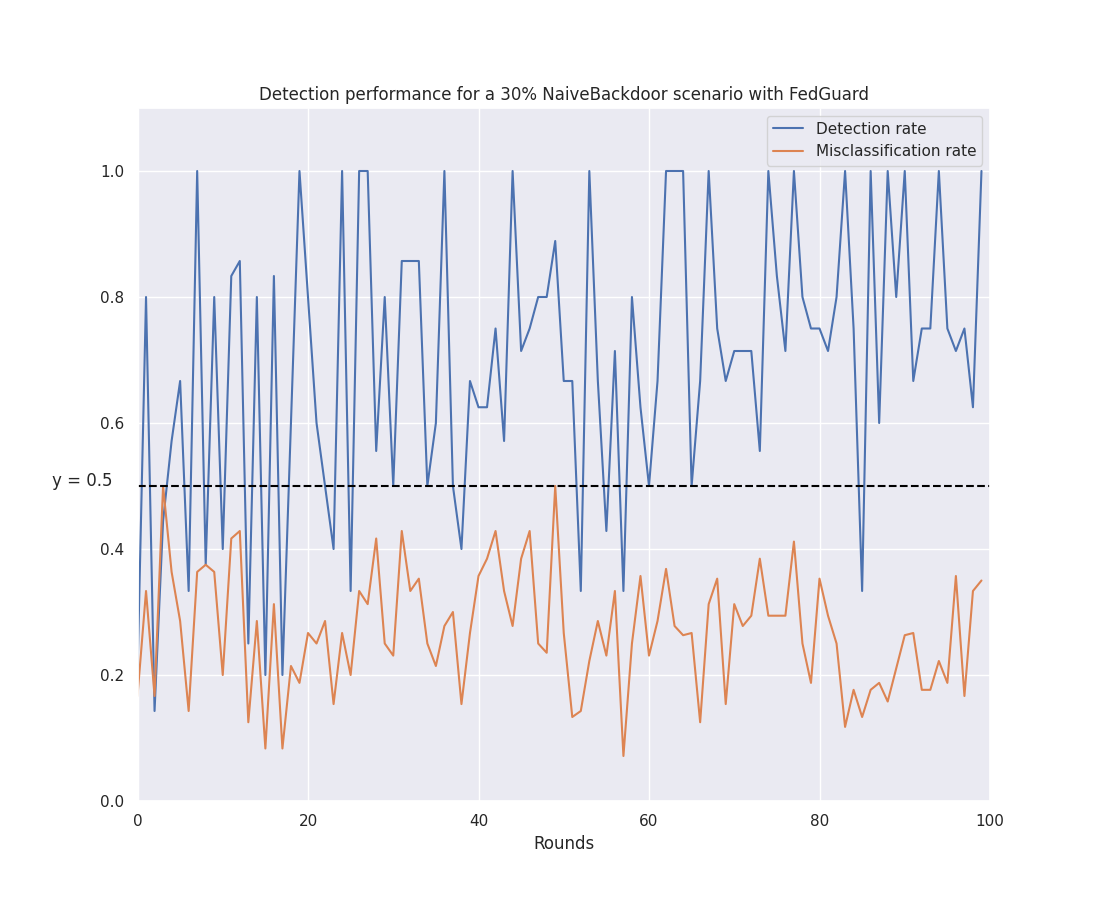 Detection performance for a 30% NaiveBackdoor scenario with FedGuard
Detection rate
Misclassification rate
1.0
0.8
0.6
y = 0.5
0.4
0.2
0.0
0 20 40 60 80 100
Rounds